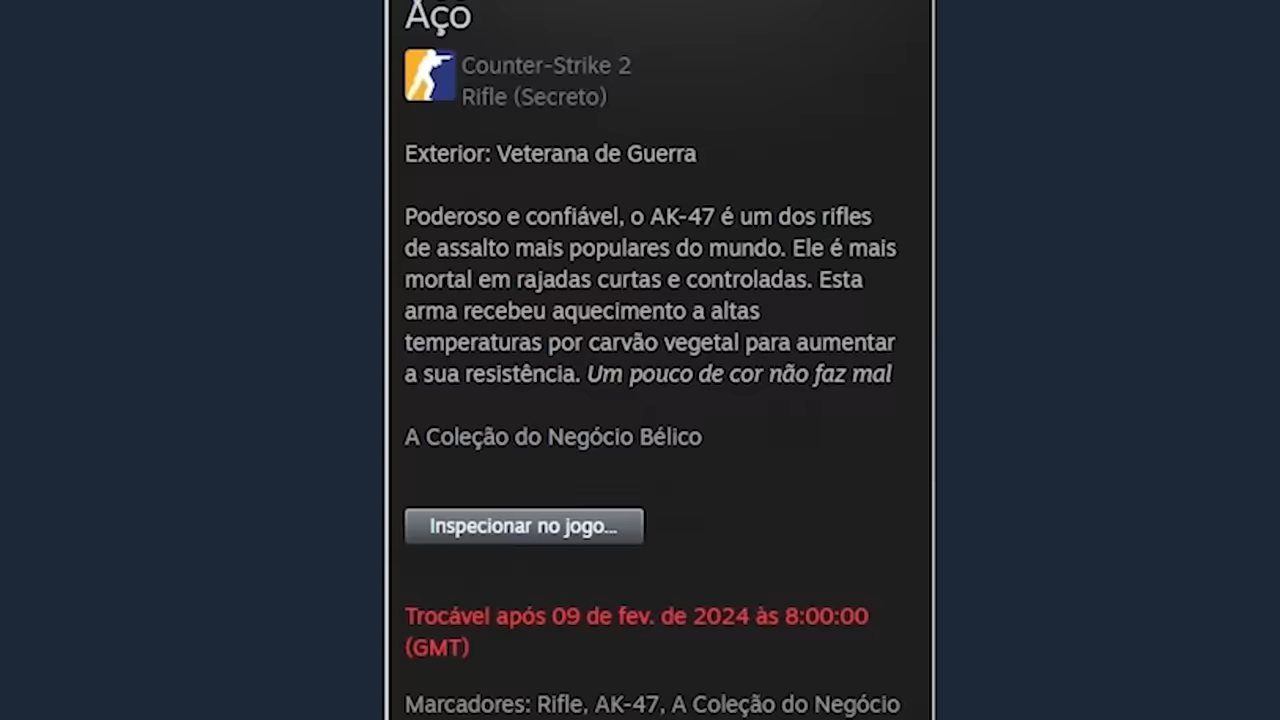 Aço
Counter-Strike 2
Rifle (Secreto)
Exterior: Veterana de Guerra
Poderoso e confiável, o AK-47 é um dos rifles
de assalto mais populares do mundo. Ele é mais
mortal em rajadas curtas e controladas. Esta
arma recebeu aquecimento a altas
temperaturas por carvão vegetal para aumentar
a sua resistência. Um pouco de cor não faz mal
A Coleção do Negócio Bélico
Inspecionar no jogo...
Trocável após 09 de fev. de 2024 às 8:00:00
(GMT)
Marcadores: Rifle, AK-47, A Coleção do Negócio